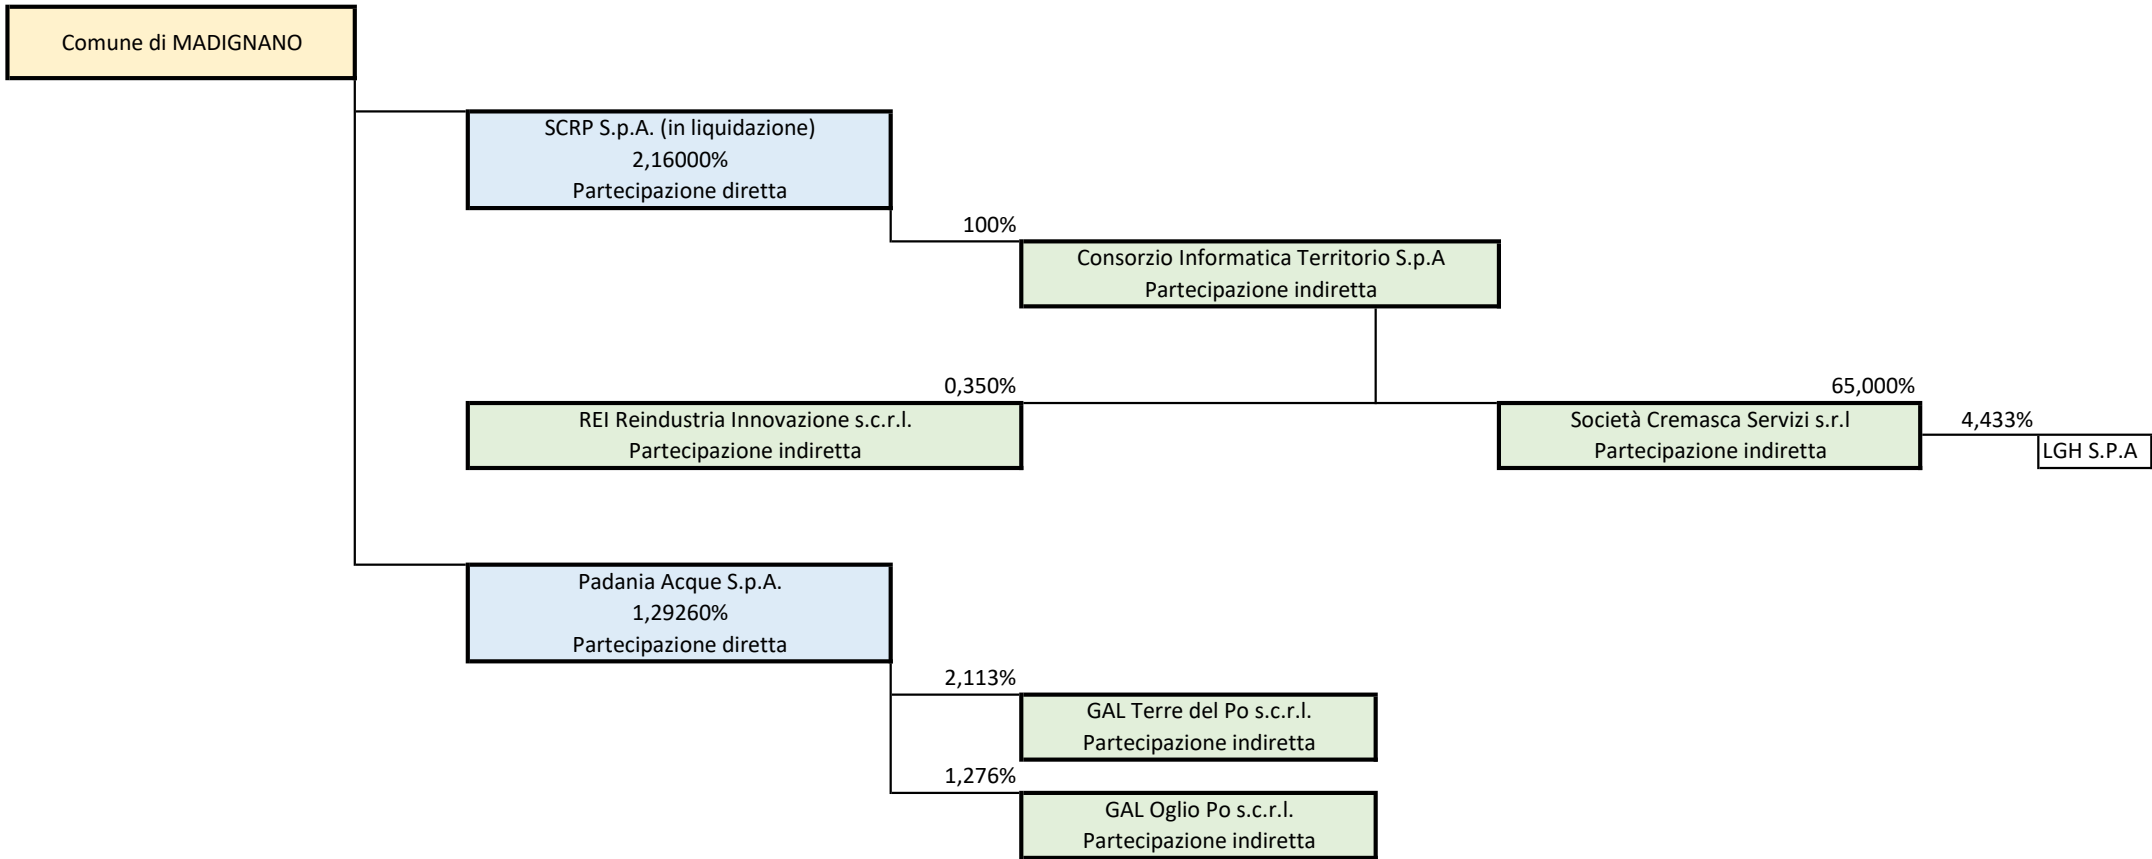 Comune di MADIGNANO
SCRP S.p.A. (in liquidazione)
2,16000%
Partecipazione diretta
100%
Consorzio Informatica Territorio S.p.A
Partecipazione indiretta
0,350%
65,000%
REI Reindustria Innovazione s.c.r.l.
Partecipazione indiretta
Società Cremasca Servizi s.r.l
Partecipazione indiretta
4,433%
LGH S.P.A
Padania Acque S.p.A.
1,29260%
Partecipazione diretta
2,113%
GAL Terre del Po s.c.r.l.
Partecipazione indiretta
1,276%
GAL Oglio Po s.c.r.l.
Partecipazione indiretta